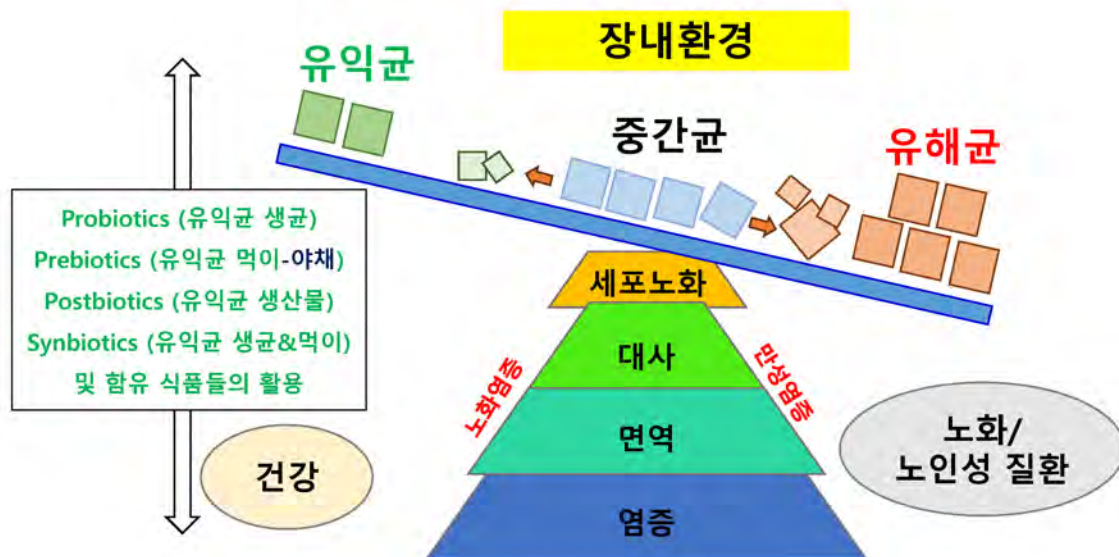 장내환경
유익균
중간균
유해균
Probiotics (유익균 생균)
Prebiotics (유익균 먹이-야채)
Postbiotics (유익균 생산물)
Synbiotics (유익균 생균&먹이)
및 함유 식품들의 활용
세포노화
대사
노화염증
만성염증
면역
염증
건강
노화/
노인성 질환